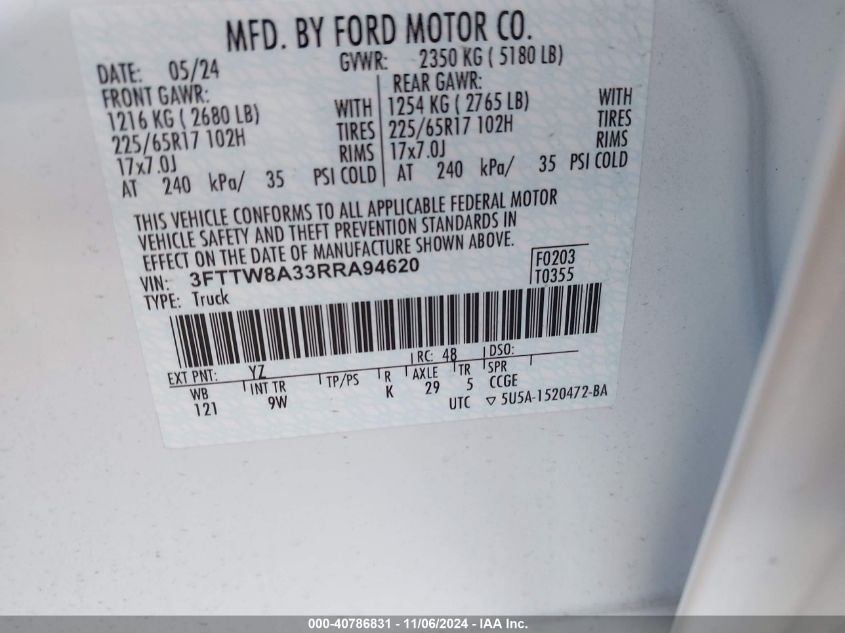 MFD. BY FORD MOTOR CO.
DATE: 05/24 GVWR: 2350 KG ( 5180 LB)
FRONT GAWR: REAR GAWR:
1216 KG ( 2680 LB) WITH 1254 KG ( 2765 LB) WITH
225/65R17 102H TIRES 225/65R17 102H TIRES
17x7.0J RIMS 17x7.0J RIMS
AT 240 kPa/ 35 PSI COLD AT 240 kPa/ 35 PSI COLD
THIS VEHICLE CONFORMS TO ALL APPLICABLE FEDERAL MOTOR
VEHICLE SAFETY AND THEFT PREVENTION STANDARDS IN
EFFECT ON THE DATE OF MANUFACTURE SHOWN ABOVE.
VIN: 3FTTW8A33RRA94620 F0203
TYPE: Truck T0355
EXT PNT: YZ RC: 48 DSO:
WB INT TR TP/PS R AXLE TR SPR
121 9W K 29 5 CCGE
UTC ▽ 5U5A-1520472-BA
000-40786831 - 11/06/2024 - IAA Inc.